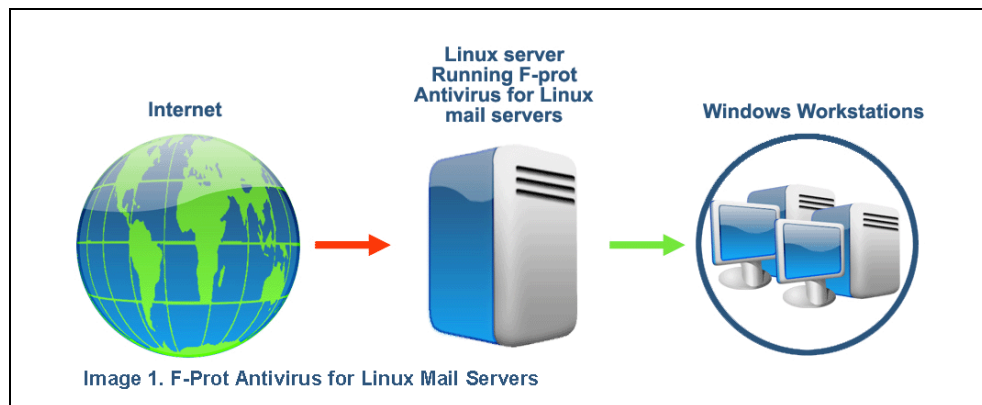 Internet
Linux server
Running F-prot
Antivirus for Linux
mail servers
Windows Workstations
Image 1. F-Prot Antivirus for Linux Mail Servers